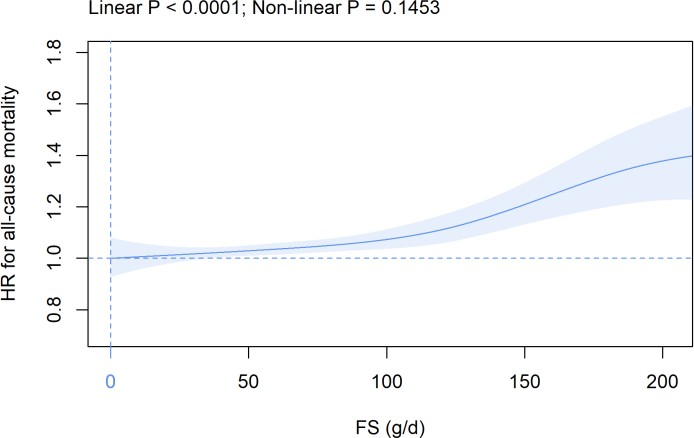 Linear P < 0.0001; Non-linear P = 0.1453
HR for all-cause mortality
1.8
1.6
1.4
1.2
1.0
0.8
0 50 100 150 200
FS (g/d)